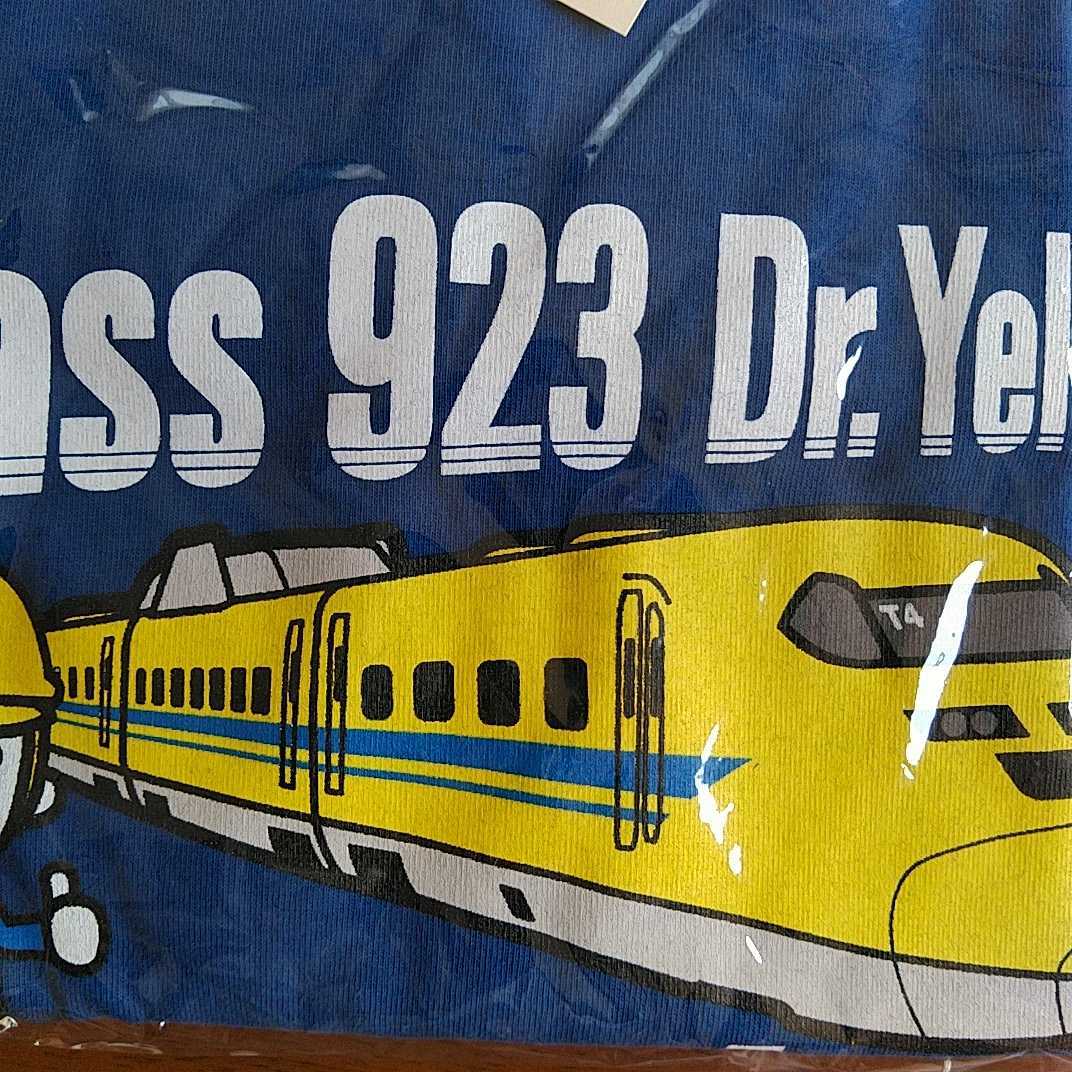 ass 923 Dr. Yel
T4